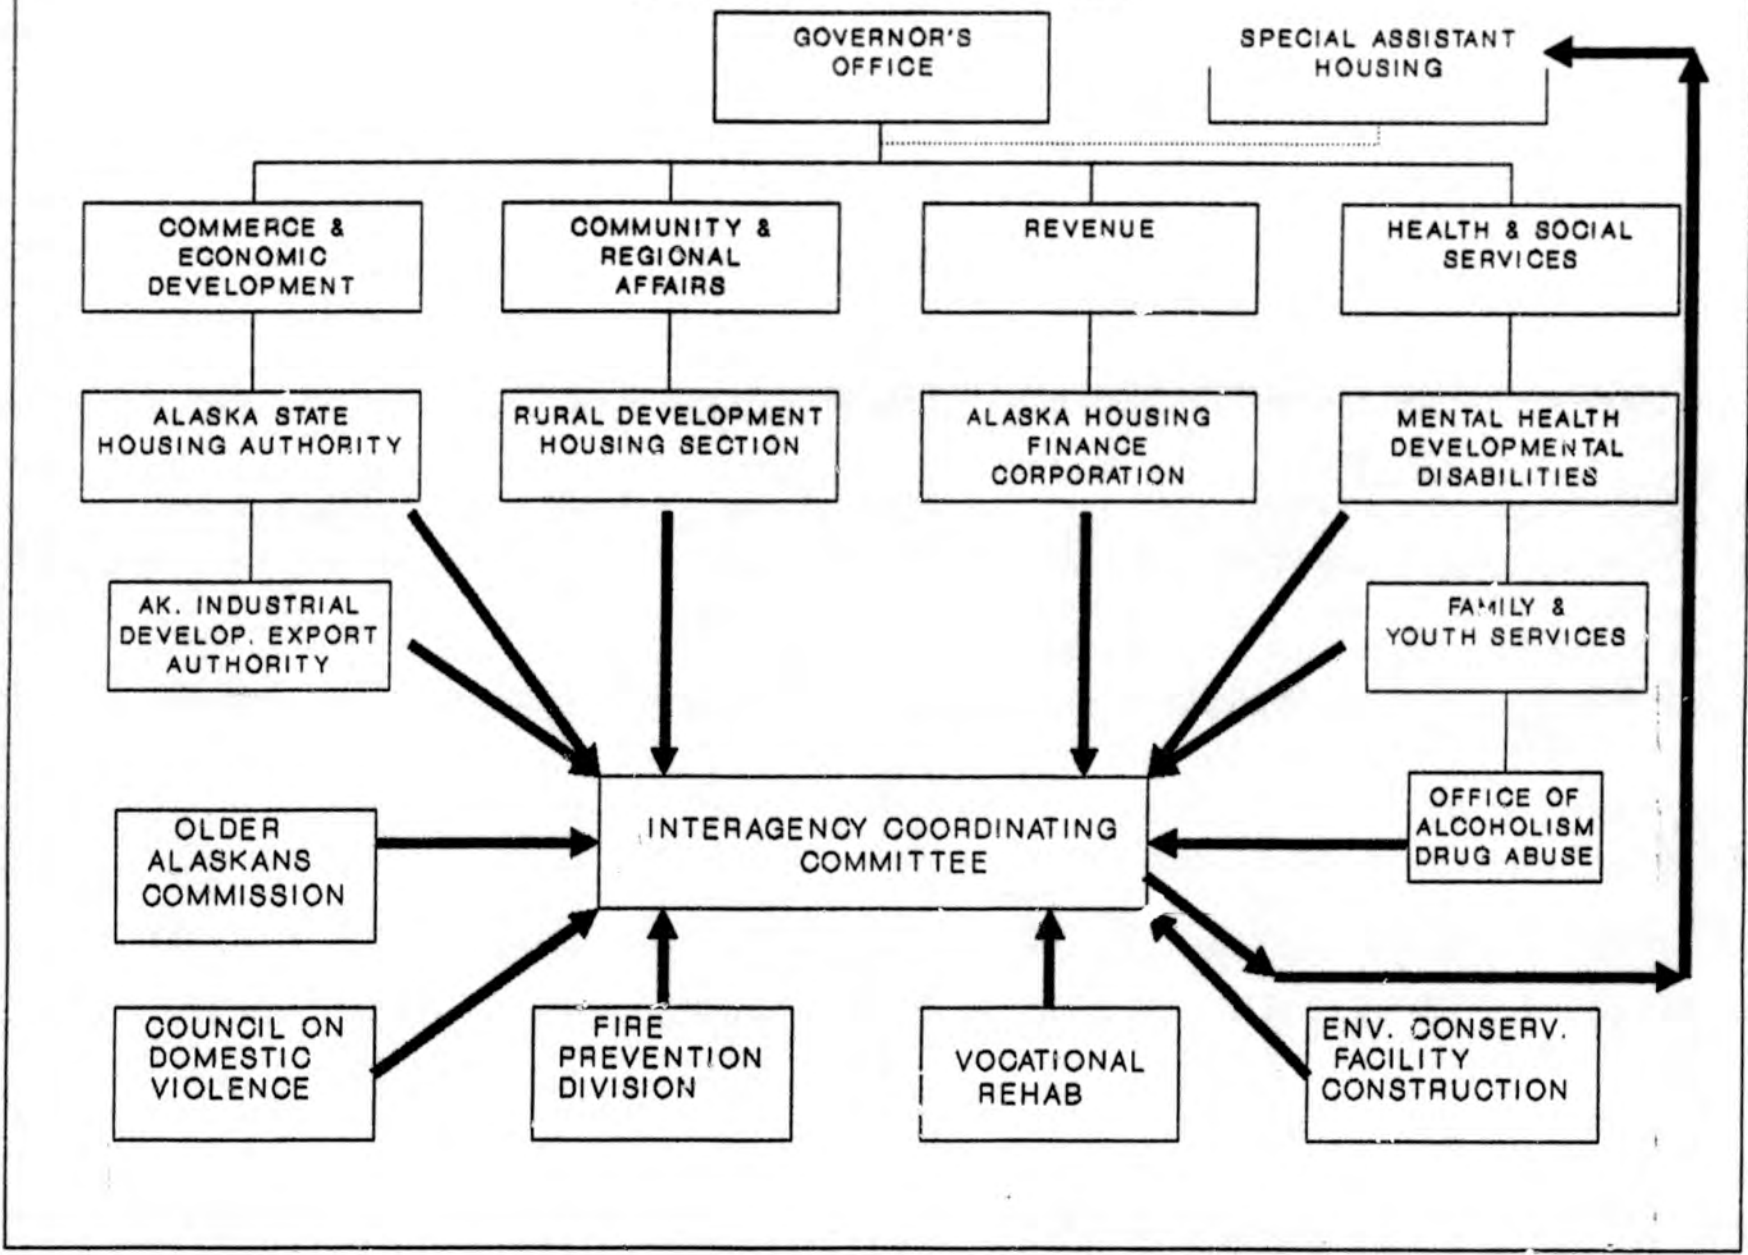 GOVERNOR'S
OFFICE
SPECIAL ASSISTANT
HOUSING
COMMERCE &
ECONOMIC
DEVELOPMENT
COMMUNITY &
REGIONAL
AFFAIRS
REVENUE
HEALTH & SOCIAL
SERVICES
ALASKA STATE
HOUSING AUTHORITY
RURAL DEVELOPMENT
HOUSING SECTION
ALASKA HOUSING
FINANCE
CORPORATION
MENTAL HEALTH
DEVELOPMENTAL
DISABILITIES
AK. INDUSTRIAL
DEVELOP. EXPORT
AUTHORITY
FAMILY &
YOUTH SERVICES
OLDER
ALASKANS
COMMISSION
INTERAGENCY COORDINATING
COMMITTEE
OFFICE OF
ALCOHOLISM
DRUG ABUSE
COUNCIL ON
DOMESTIC
VIOLENCE
FIRE
PREVENTION
DIVISION
VOCATIONAL
REHAB
ENV. CONSERV.
FACILITY
CONSTRUCTION